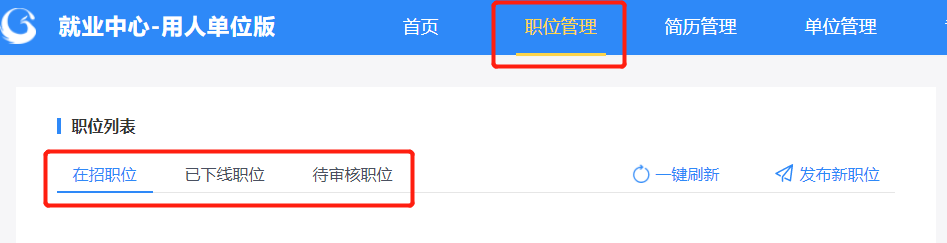 就业中心-用人单位版 首页 职位管理 简历管理 单位管理
职位列表
在招职位 已下线职位 待审核职位 一键刷新 发布新职位